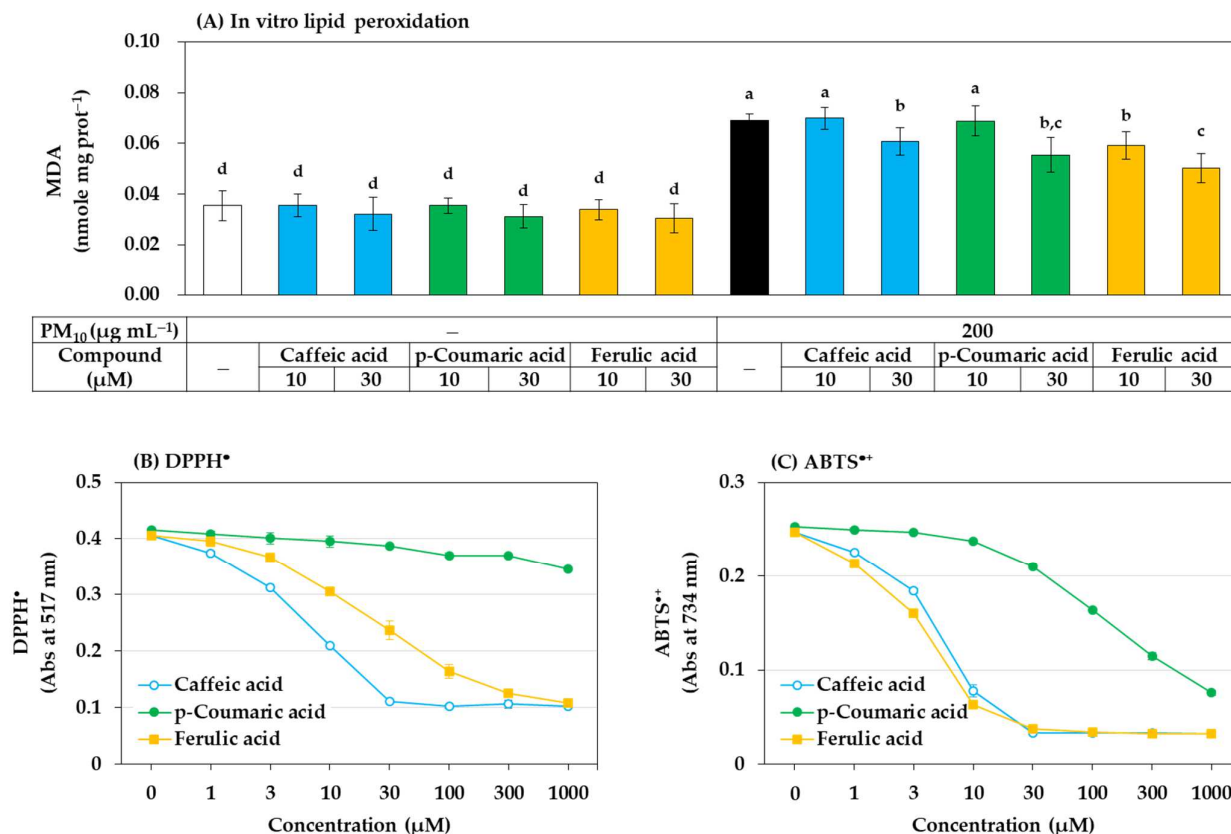 (A) In vitro lipid peroxidation
MDA
(nmole mg prot⁻¹)
0.10
0.08
0.06
0.04
0.02
0.00
d d d d d d d a a b a b,c b c
PM₁₀ (µg mL⁻¹) – 200
Compound (µM) – Caffeic acid p-Coumaric acid Ferulic acid – Caffeic acid p-Coumaric acid Ferulic acid
10 30 10 30 10 30 10 30 10 30 10 30
(B) DPPH•
DPPH•
(Abs at 517 nm)
0.5
0.4
0.3
0.2
0.1
0
Caffeic acid
p-Coumaric acid
Ferulic acid
0 1 3 10 30 100 300 1000
Concentration (µM)
(C) ABTS•+
ABTS•+
(Abs at 734 nm)
0.3
0.2
0.1
0
Caffeic acid
p-Coumaric acid
Ferulic acid
0 1 3 10 30 100 300 1000
Concentration (µM)